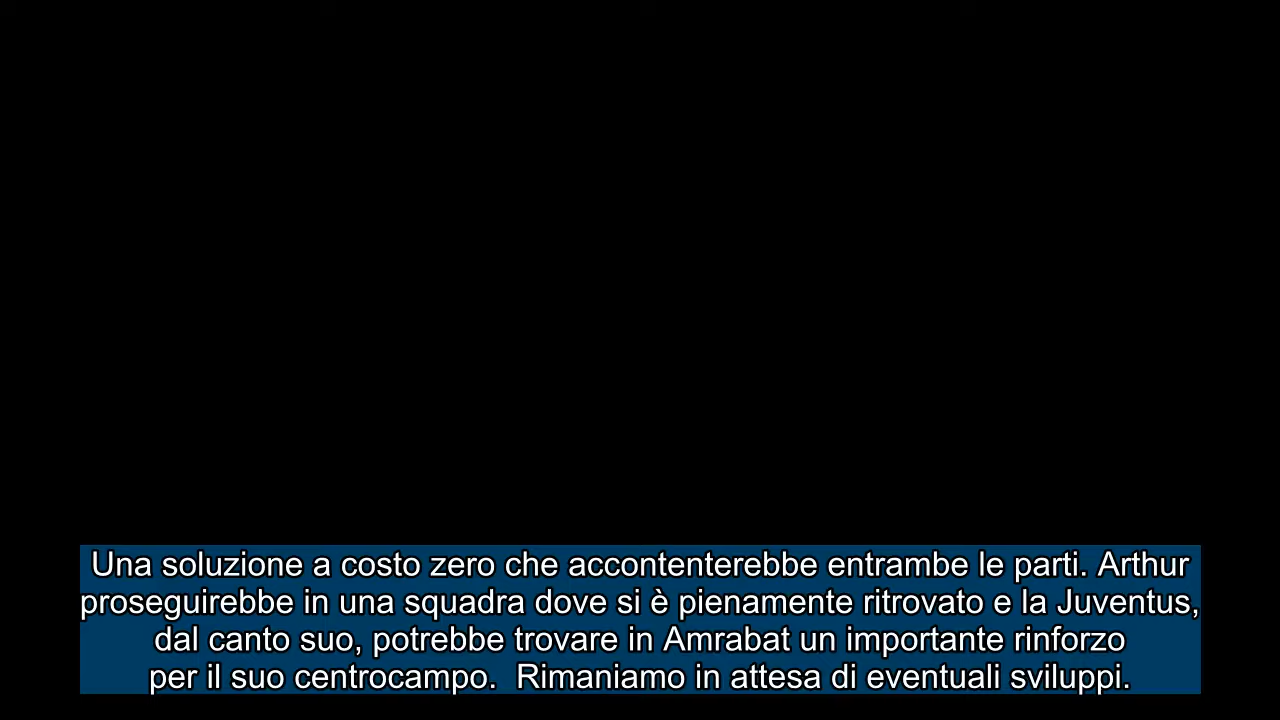 Una soluzione a costo zero che accontenterebbe entrambe le parti. Arthur
proseguirebbe in una squadra dove si è pienamente ritrovato e la Juventus,
dal canto suo, potrebbe trovare in Amrabat un importante rinforzo
per il suo centrocampo.  Rimaniamo in attesa di eventuali sviluppi.